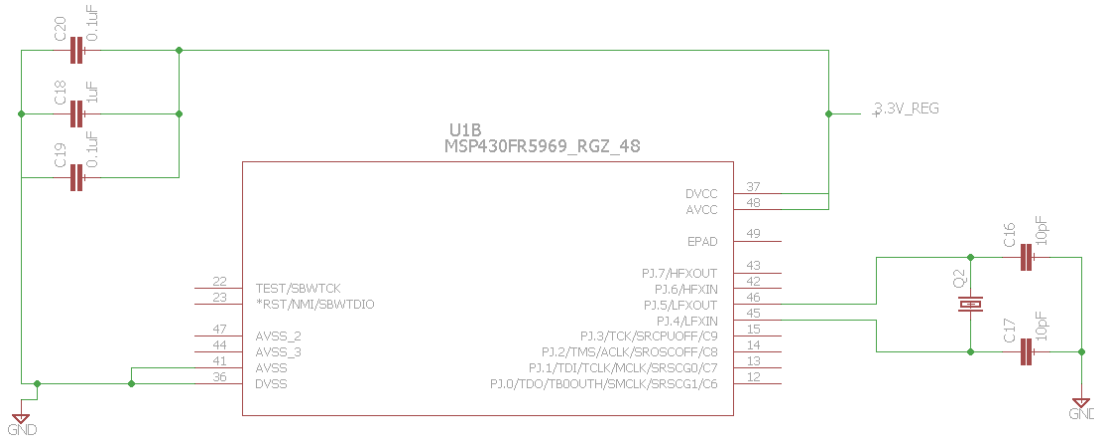 C20
0.1uF
C18
1uF
C19
0.1uF
3.3V_REG
U1B
MSP430FR5969_RGZ_48
DVCC 37
AVCC 48
EPAD 49
PJ.7/HFXOUT 43
PJ.6/HFXIN 42
PJ.5/LFXOUT 46
PJ.4/LFXIN 45
PJ.3/TCK/SRCPUOFF/C9 15
PJ.2/TMS/ACLK/SROSCOFF/C8 14
PJ.1/TDI/TCLK/MCLK/SRSCG0/C7 13
PJ.0/TDO/TB0OUTH/SMCLK/SRSCG1/C6 12
22 TEST/SBWTCK
23 *RST/NMI/SBWTDIO
47 AVSS_2
44 AVSS_3
41 AVSS
36 DVSS
GND
Q2
C16
10pF
C17
10pF
GND